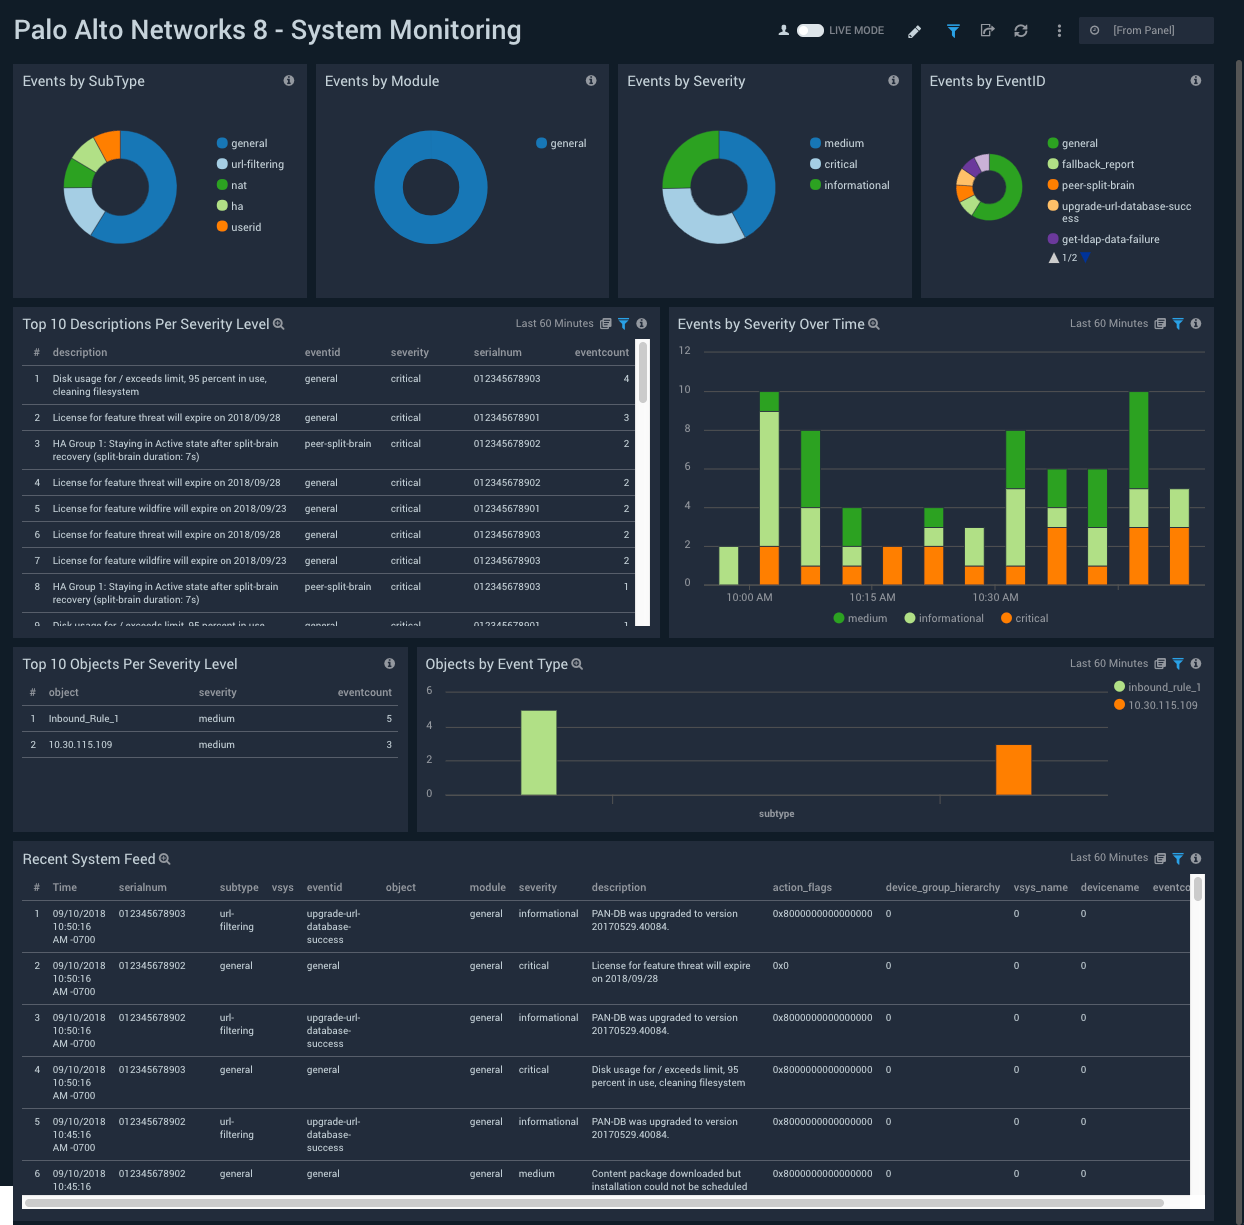 Palo Alto Networks 8 - System Monitoring
LIVE MODE
[From Panel]
Events by SubType
general
url-filtering
nat
ha
userid
Events by Module
general
Events by Severity
medium
critical
informational
Events by EventID
general
fallback_report
peer-split-brain
upgrade-url-database-succ
ess
get-ldap-data-failure
1/2
Top 10 Descriptions Per Severity Level
Last 60 Minutes
# description eventid severity serialnum eventcount
1 Disk usage for / exceeds limit, 95 percent in use, general critical 012345678903 4
cleaning filesystem
2 License for feature threat will expire on 2018/09/28 general critical 012345678901 3
3 HA Group 1: Staying in Active state after split-brain peer-split-brain critical 012345678902 2
recovery (split-brain duration: 7s)
4 License for feature threat will expire on 2018/09/28 general critical 012345678902 2
5 License for feature wildfire will expire on 2018/09/23 general critical 012345678901 2
6 License for feature threat will expire on 2018/09/28 general critical 012345678903 2
7 License for feature wildfire will expire on 2018/09/23 general critical 012345678903 2
8 HA Group 1: Staying in Active state after split-brain peer-split-brain critical 012345678903 1
recovery (split-brain duration: 7s)
9 Disk usage for / exceeds limit, 95 percent in use, general critical 012345678901 1
Events by Severity Over Time
Last 60 Minutes
12
10
8
6
4
2
0
10:00 AM 10:15 AM 10:30 AM
medium informational critical
Top 10 Objects Per Severity Level
# object severity eventcount
1 Inbound_Rule_1 medium 5
2 10.30.115.109 medium 3
Objects by Event Type
Last 60 Minutes
6
4
2
0
subtype
inbound_rule_1
10.30.115.109
Recent System Feed
Last 60 Minutes
# Time serialnum subtype vsys eventid object module severity description action_flags device_group_hierarchy vsys_name devicename eventco
1 09/10/2018 012345678903 url- upgrade-url- general informational PAN-DB was upgraded to version 0x8000000000000000 0 0 0
10:50:16 filtering database- 20170529.40084.
AM -0700 success
2 09/10/2018 012345678902 general general general critical License for feature threat will expire 0x0 0 0 0
10:50:16 on 2018/09/28
AM -0700
3 09/10/2018 012345678902 url- upgrade-url- general informational PAN-DB was upgraded to version 0x8000000000000000 0 0 0
10:50:16 filtering database- 20170529.40084.
AM -0700 success
4 09/10/2018 012345678903 general general general critical Disk usage for / exceeds limit, 95 0x8000000000000000 0 0 0
10:50:16 percent in use, cleaning filesystem
AM -0700
5 09/10/2018 012345678902 url- upgrade-url- general informational PAN-DB was upgraded to version 0x8000000000000000 0 0 0
10:45:16 filtering database- 20170529.40084.
AM -0700 success
6 09/10/2018 012345678902 general general general medium Content package downloaded but 0x8000000000000000 0 0 0
10:45:16 installation could not be scheduled